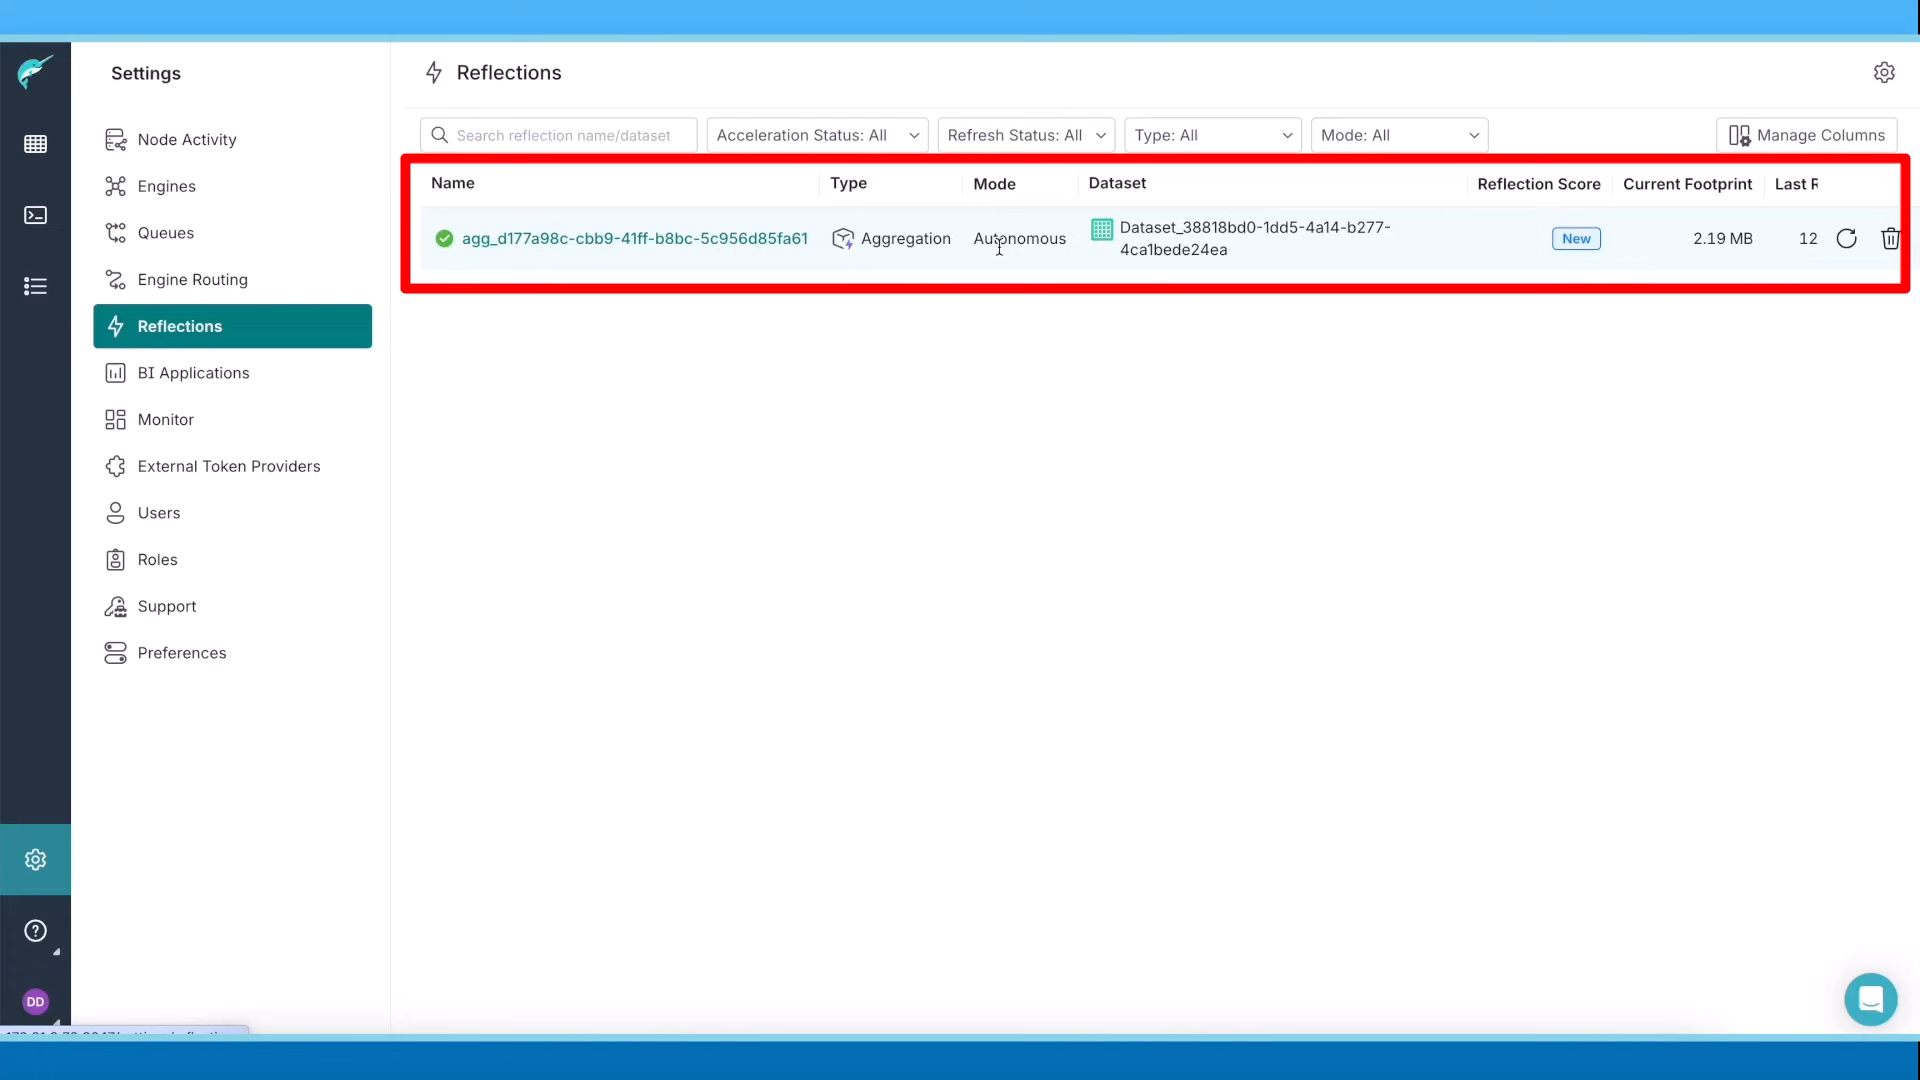 Settings
Node Activity
Engines
Queues
Engine Routing
Reflections
BI Applications
Monitor
External Token Providers
Users
Roles
Support
Preferences
DD
Reflections
Search reflection name/dataset
Acceleration Status: All
Refresh Status: All
Type: All
Mode: All
Manage Columns
Name Type Mode Dataset Reflection Score Current Footprint Last
agg_d177a98c-cbb9-41ff-b8bc-5c956d85fa61 Aggregation Autonomous Dataset_38818bd0-1dd5-4a14-b277- New 2.19 MB 12
4ca1bede24ea